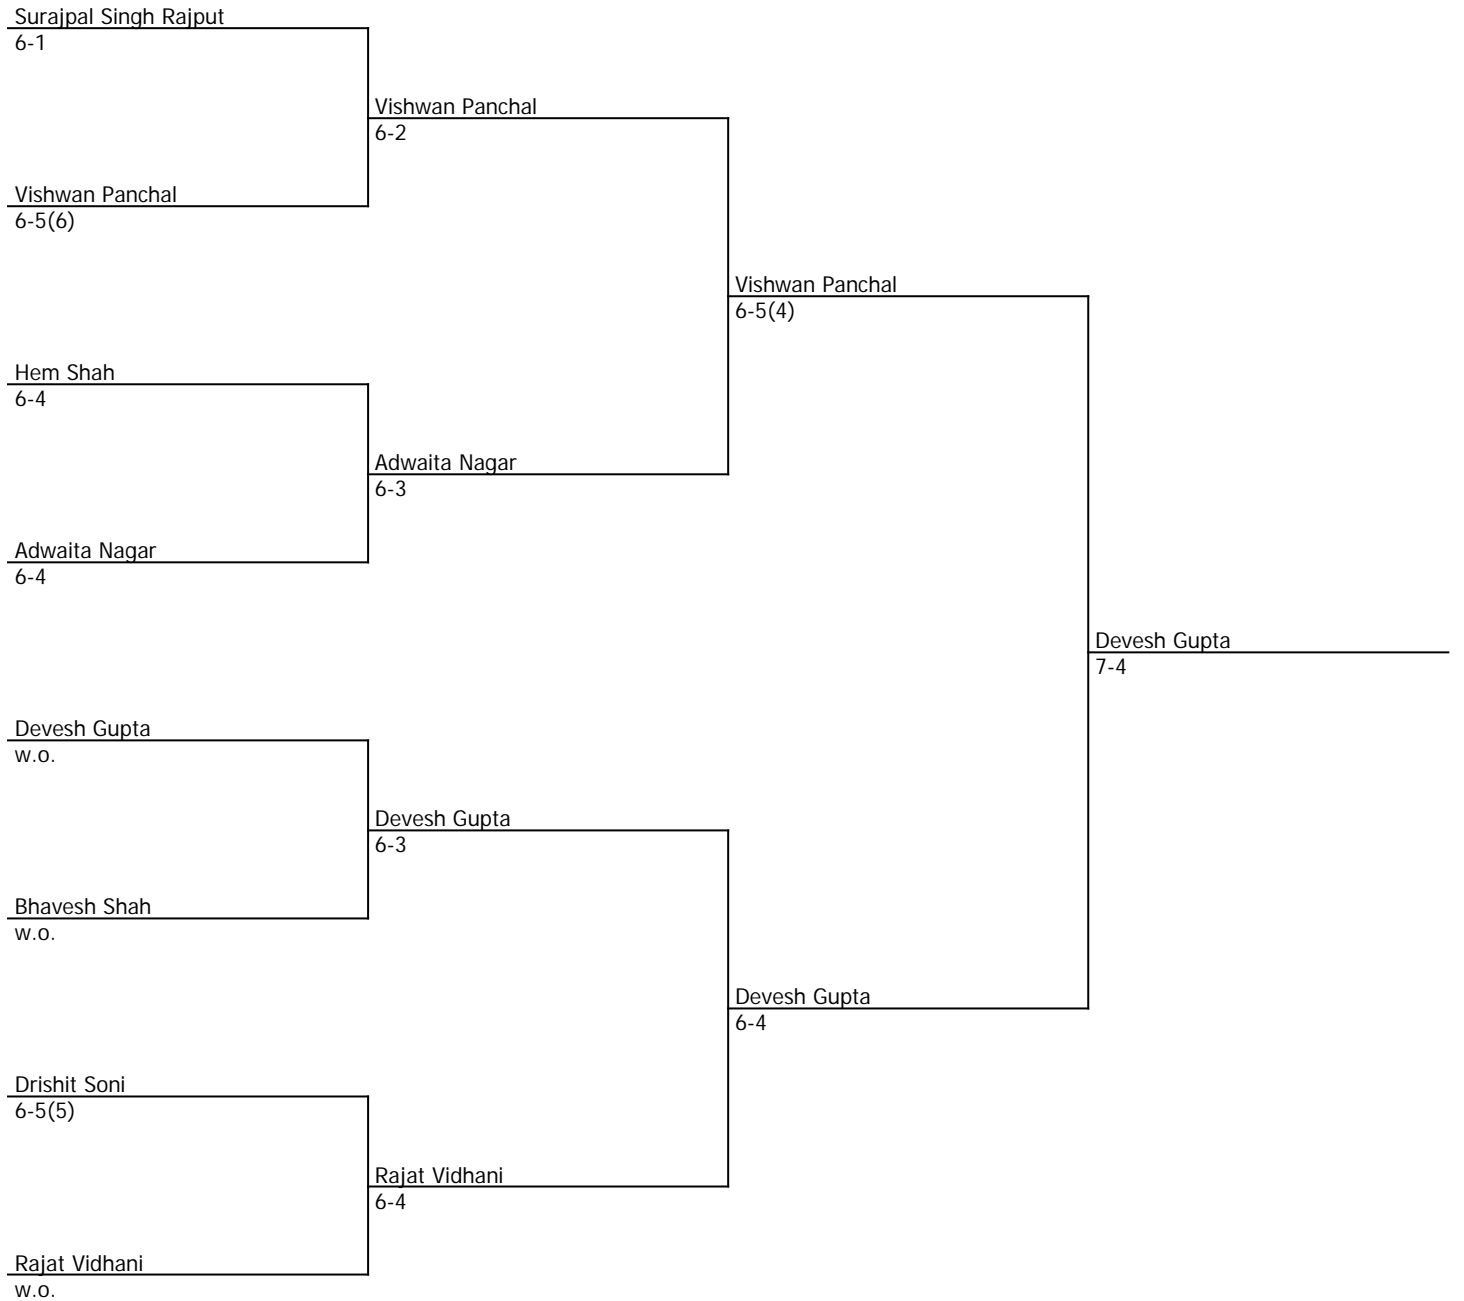 Surajpal Singh Rajput
6-1
Vishwan Panchal
6-2
Vishwan Panchal
6-5(6)
Vishwan Panchal
6-5(4)
Hem Shah
6-4
Adwaita Nagar
6-3
Adwaita Nagar
6-4
Devesh Gupta
7-4
Devesh Gupta
w.o.
Devesh Gupta
6-3
Bhavesh Shah
w.o.
Devesh Gupta
6-4
Drishit Soni
6-5(5)
Rajat Vidhani
6-4
Rajat Vidhani
w.o.